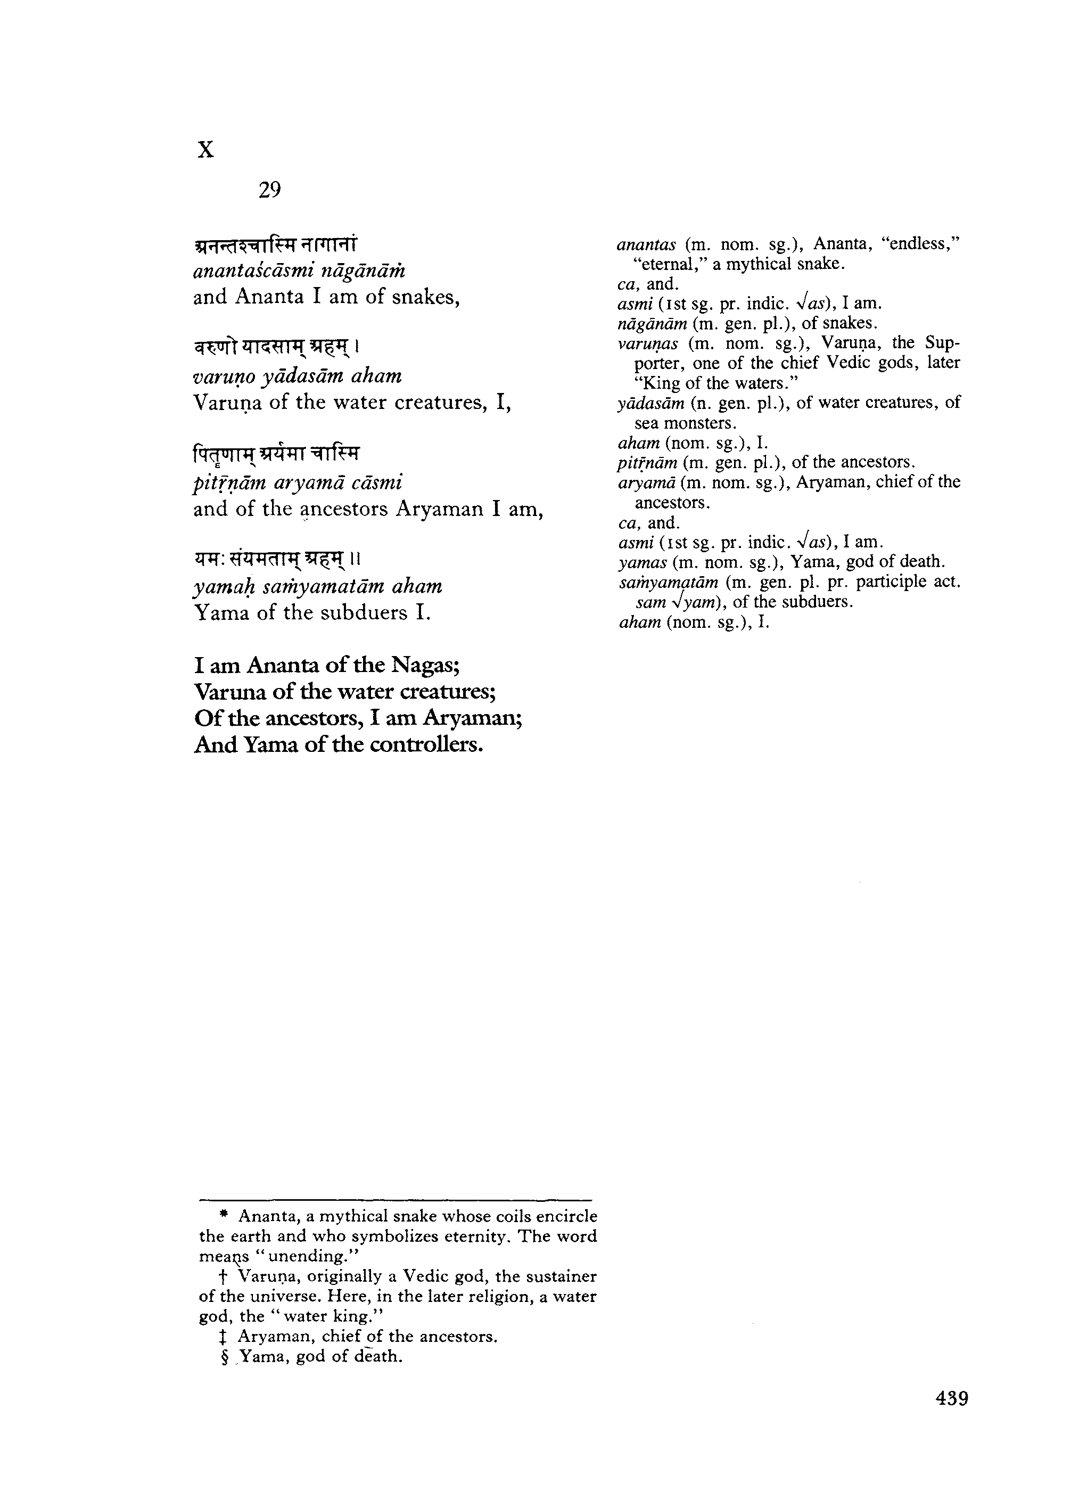 X
29
अनन्तश्चास्मि नागानां
anantaścāsmi nāgānāṁ
and Ananta I am of snakes,
वरुणो यादसाम् अहम् ।
varuṇo yādasām aham
Varuṇa of the water creatures, I,
पितॄणाम् अर्यमा चास्मि
pitṝṇām aryamā cāsmi
and of the ancestors Aryaman I am,
यमः संयमताम् अहम् ॥
yamaḥ saṁyamatām aham
Yama of the subduers I.
I am Ananta of the Nagas;
Varuna of the water creatures;
Of the ancestors, I am Aryaman;
And Yama of the controllers.
anantas (m. nom. sg.), Ananta, “endless,”
“eternal,” a mythical snake.
ca, and.
asmi (1st sg. pr. indic. √as), I am.
nāgānām (m. gen. pl.), of snakes.
varuṇas (m. nom. sg.), Varuṇa, the Sup-
porter, one of the chief Vedic gods, later
“King of the waters.”
yādasām (n. gen. pl.), of water creatures, of
sea monsters.
aham (nom. sg.), I.
pitṝnām (m. gen. pl.), of the ancestors.
aryamā (m. nom. sg.), Aryaman, chief of the
ancestors.
ca, and.
asmi (1st sg. pr. indic. √as), I am.
yamas (m. nom. sg.), Yama, god of death.
saṁyamatām (m. gen. pl. pr. participle act.
sam √yam), of the subduers.
aham (nom. sg.), I.
* Ananta, a mythical snake whose coils encircle
the earth and who symbolizes eternity. The word
means “unending.”
† Varuṇa, originally a Vedic god, the sustainer
of the universe. Here, in the later religion, a water
god, the “water king.”
‡ Aryaman, chief of the ancestors.
§ Yama, god of death.
439